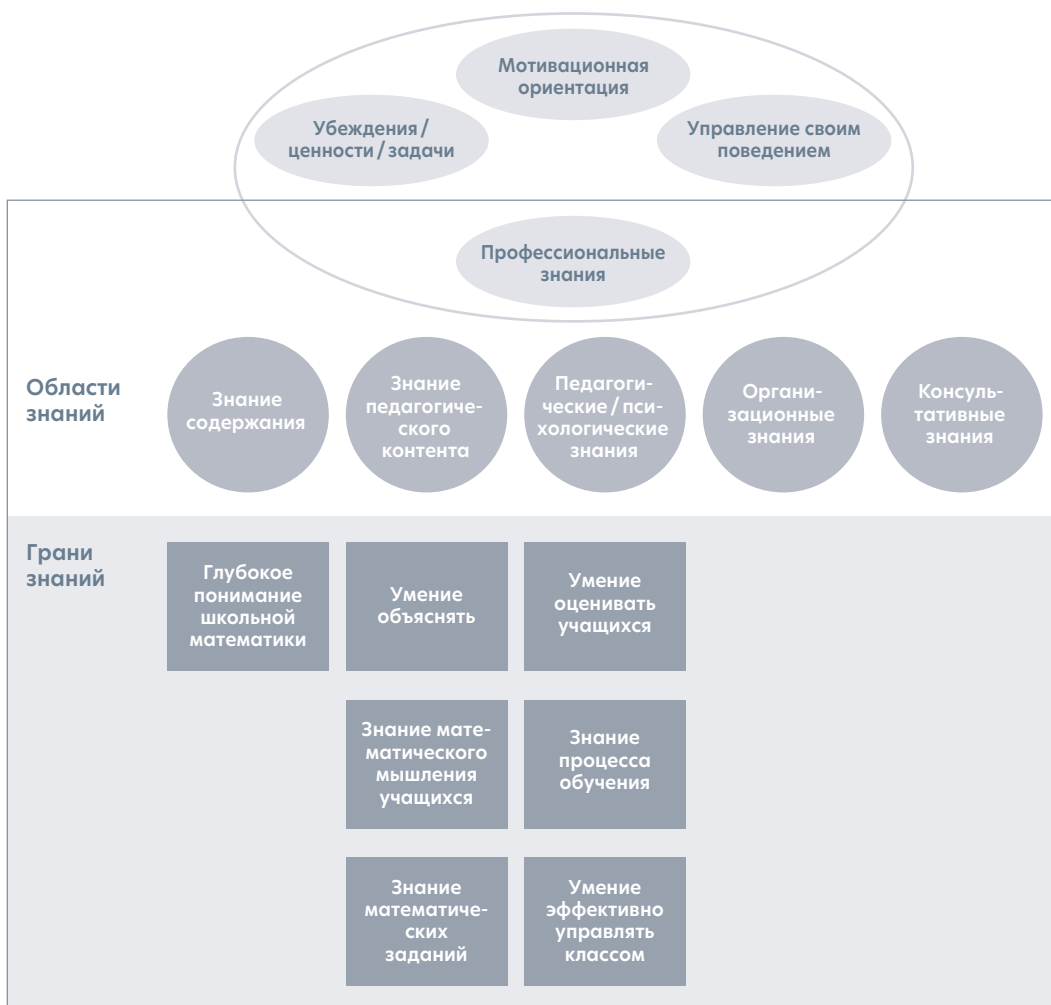 Мотивационная
ориентация
Убеждения / 
ценности / задачи
Управление своим
поведением
Профессиональные
знания
Области
знаний
Знание
содержания
Знание
педагогиче-
ского
контента
Педагоги-
ческие / пси-
хологические
знания
Органи-
зационные
знания
Консуль-
тативные
знания
Грани
знаний
Глубокое
понимание
школьной
математики
Умение
объяснять
Умение
оценивать
учащихся
Знание мате-
матического
мышления
учащихся
Знание
процесса
обучения
Знание
математиче-
ских
заданий
Умение
эффективно
управлять
классом